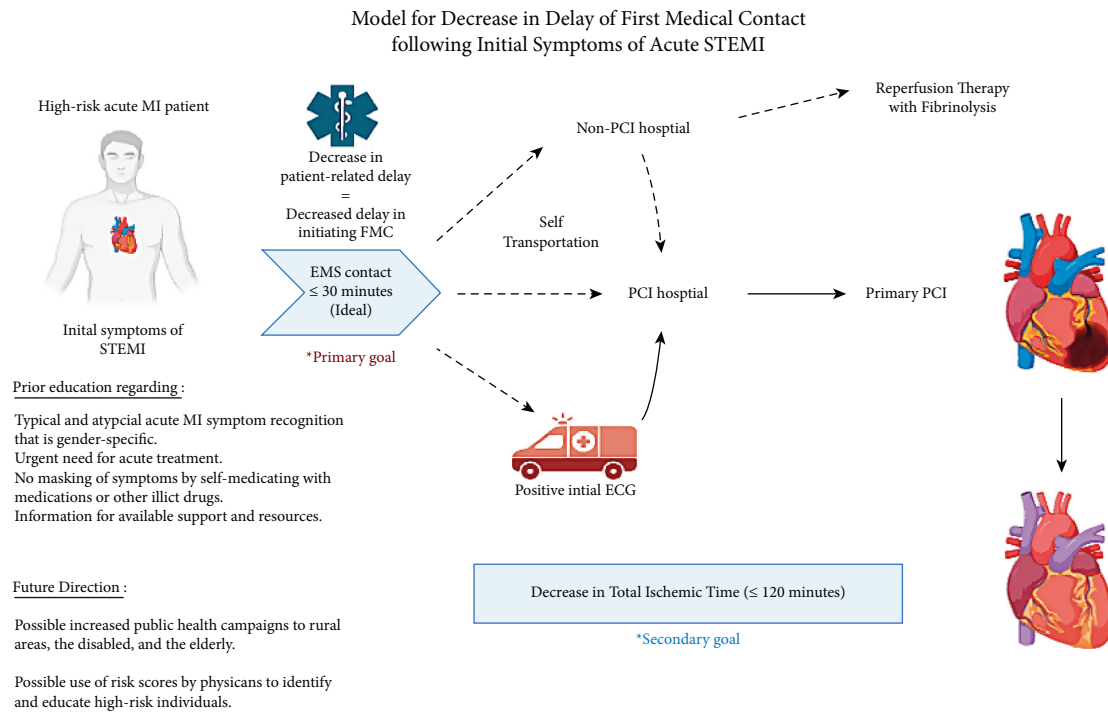 Model for Decrease in Delay of First Medical Contact
following Initial Symptoms of Acute STEMI
High-risk acute MI patient
Inital symptoms of
STEMI
Decrease in
patient-related delay
=
Decreased delay in
initiating FMC
EMS contact
≤ 30 minutes
(Ideal)
*Primary goal
Non-PCI hosptial
Reperfusion Therapy
with Fibrinolysis
Self
Transportation
PCI hosptial
Primary PCI
Positive intial ECG
Prior education regarding :
Typical and atypcial acute MI symptom recognition
that is gender-specific.
Urgent need for acute treatment.
No masking of symptoms by self-medicating with
medications or other illict drugs.
Information for available support and resources.
Future Direction :
Possible increased public health campaigns to rural
areas, the disabled, and the elderly.
Possible use of risk scores by physicans to identify
and educate high-risk individuals.
Decrease in Total Ischemic Time (≤ 120 minutes)
*Secondary goal